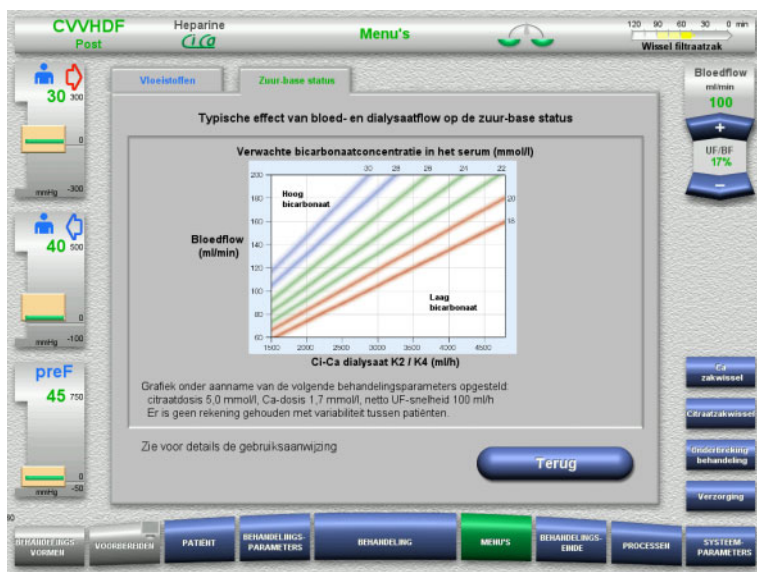 CVVHDF
Post
Heparine
CiCa
Menu's
120 90 60 30 0 min
Wissel filtraatzak
30
300
0
mmHg -300
40
500
0
mmHg -100
preF
45
750
0
mmHg -50
Vloeistoffen
Zuur-base status
Typische effect van bloed- en dialysaatflow op de zuur-base status
Verwachte bicarbonaatconcentratie in het serum (mmol/l)
30 28 26 24 22
20
18
Hoog
bicarbonaat
Laag
bicarbonaat
Bloedflow
(ml/min)
200
180
160
140
120
100
80
60
1500 2000 2500 3000 3500 4000 4500
Ci-Ca dialysaat K2 / K4 (ml/h)
Grafiek onder aanname van de volgende behandelingsparameters opgesteld:
citraatdosis 5,0 mmol/l, Ca-dosis 1,7 mmol/l, netto UF-snelheid 100 ml/h
Er is geen rekening gehouden met variabiliteit tussen patiënten.
Zie voor details de gebruiksaanwijzing
Terug
Bloedflow
ml/min
100
+
UF/BF
17%
−
Ca
zakwissel
Citraatzakwissel
Onderbreking
behandeling
Verzorging
BEHANDELINGS-
VORMEN
VOORBEREIDEN
PATIËNT
BEHANDELINGS-
PARAMETERS
BEHANDELING
MENU'S
BEHANDELINGS-
EINDE
PROCESSEN
SYSTEEM-
PARAMETERS